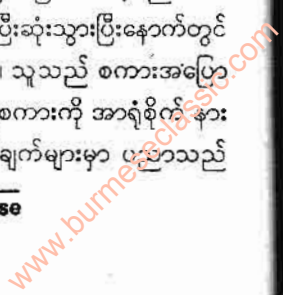 ပြီးဆုံးသွားပြီးနောက်တွင်
သူသည် စကားအပြော
စကားကို အာရုံစိုက် နား
ချက်များမှာ ပညာသည်
se
www.burmeseclassic.com